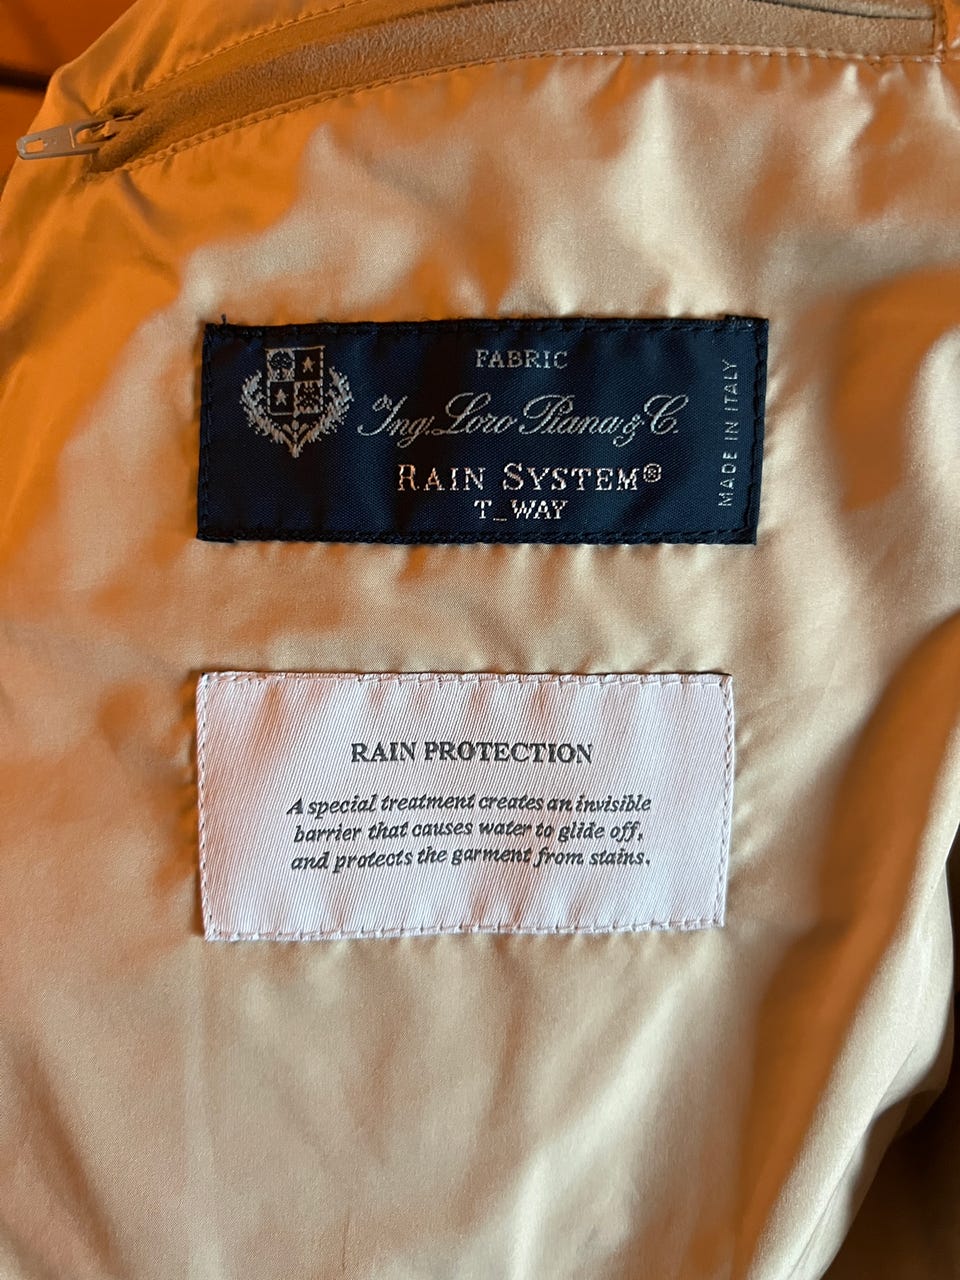 FABRIC
Ing. Loro Piana & C.
RAIN SYSTEM®
T_WAY
MADE IN ITALY
RAIN PROTECTION
A special treatment creates an invisible
barrier that causes water to glide off,
and protects the garment from stains.